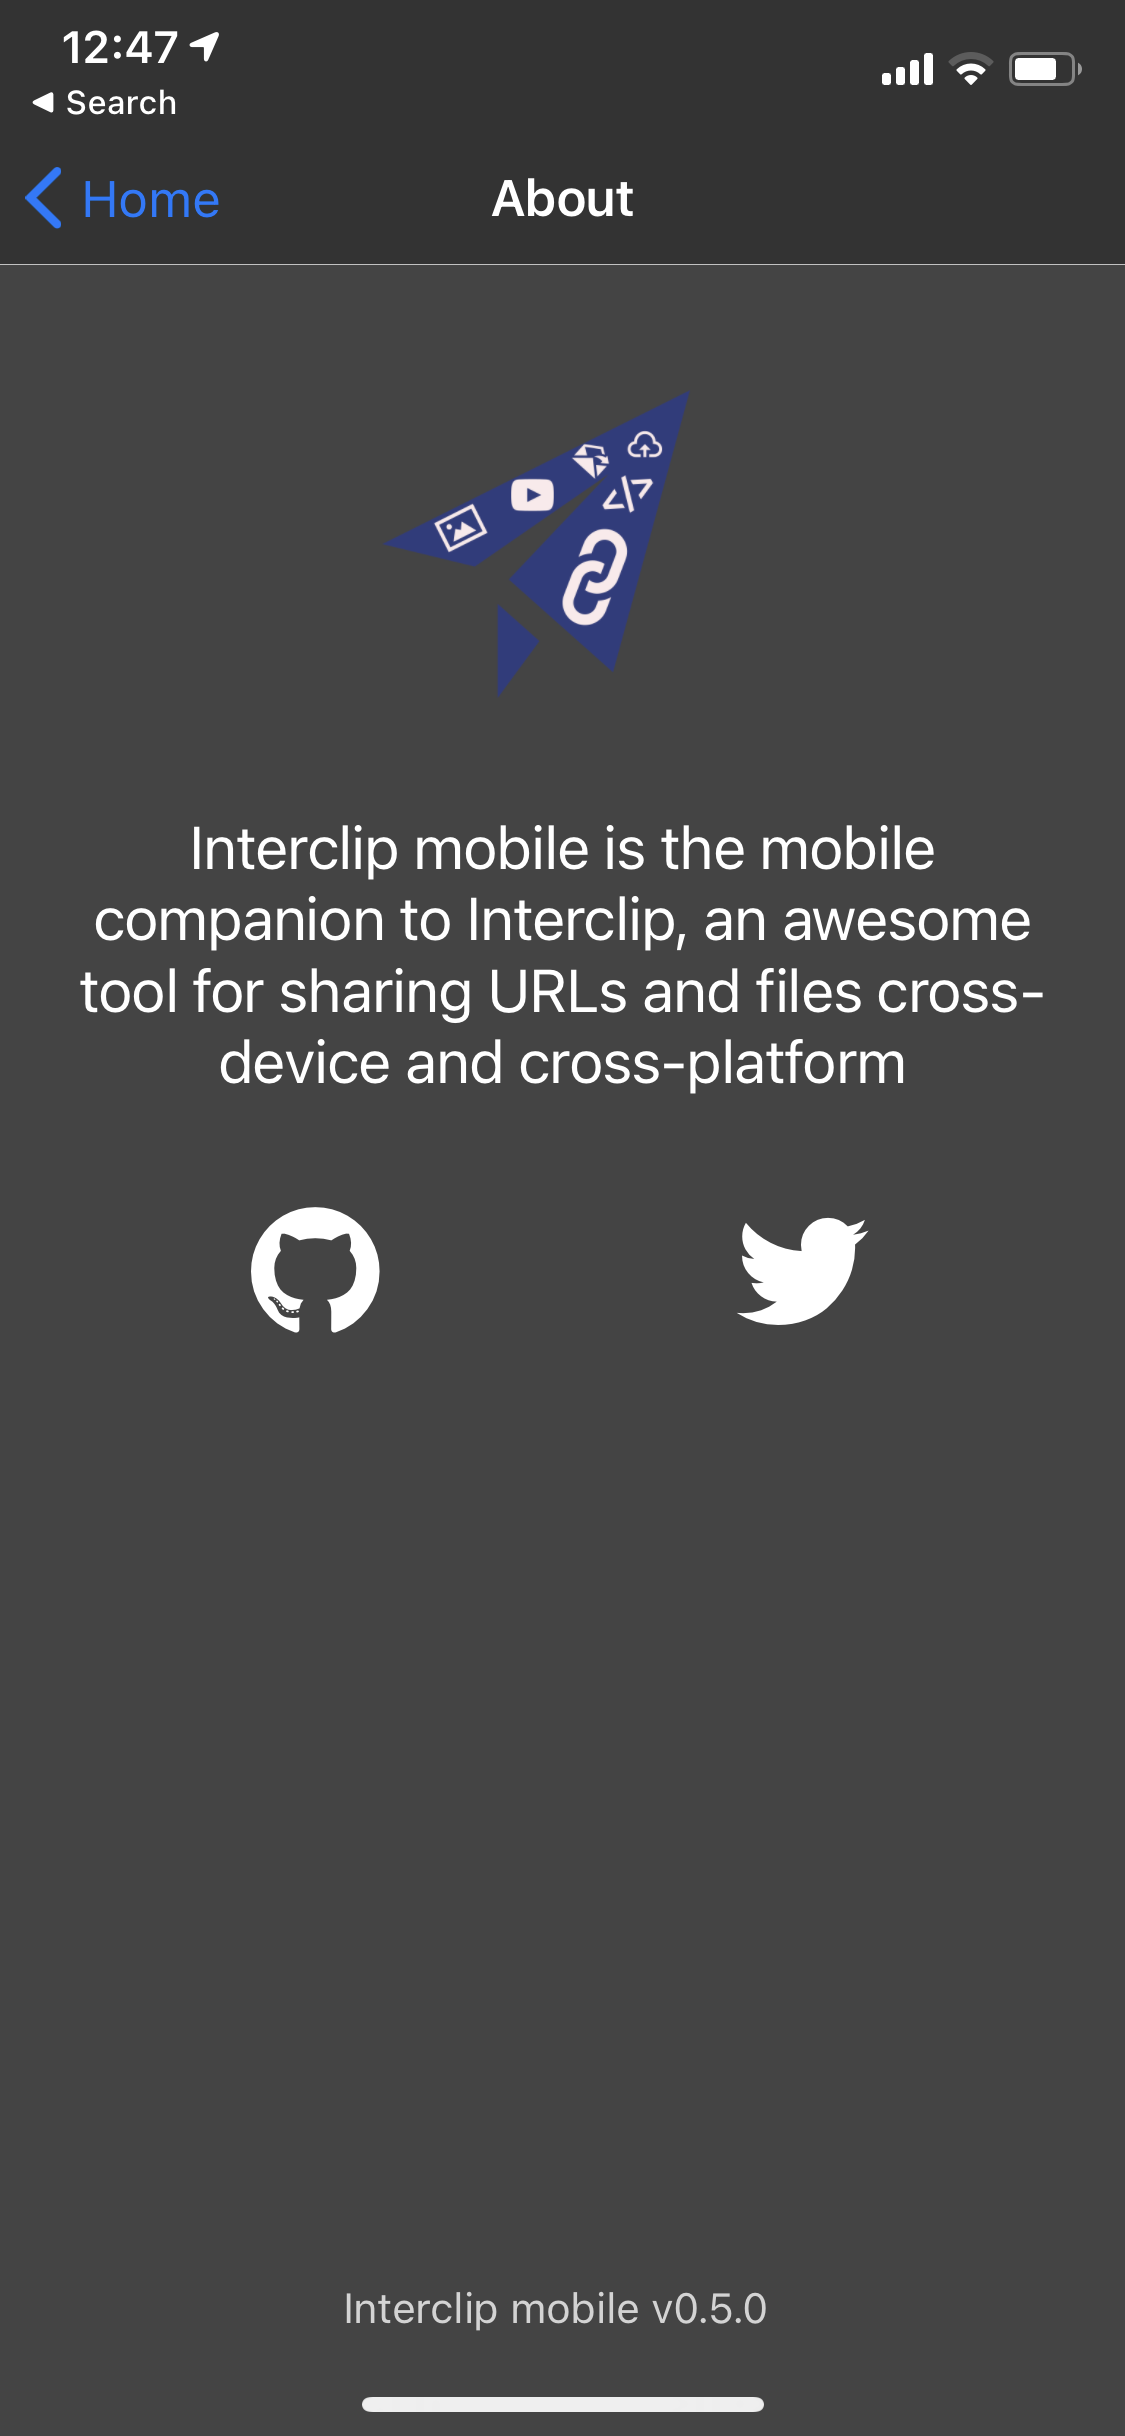 12:47
Search
Home
About
Interclip mobile is the mobile
companion to Interclip, an awesome
tool for sharing URLs and files cross-
device and cross-platform
Interclip mobile v0.5.0